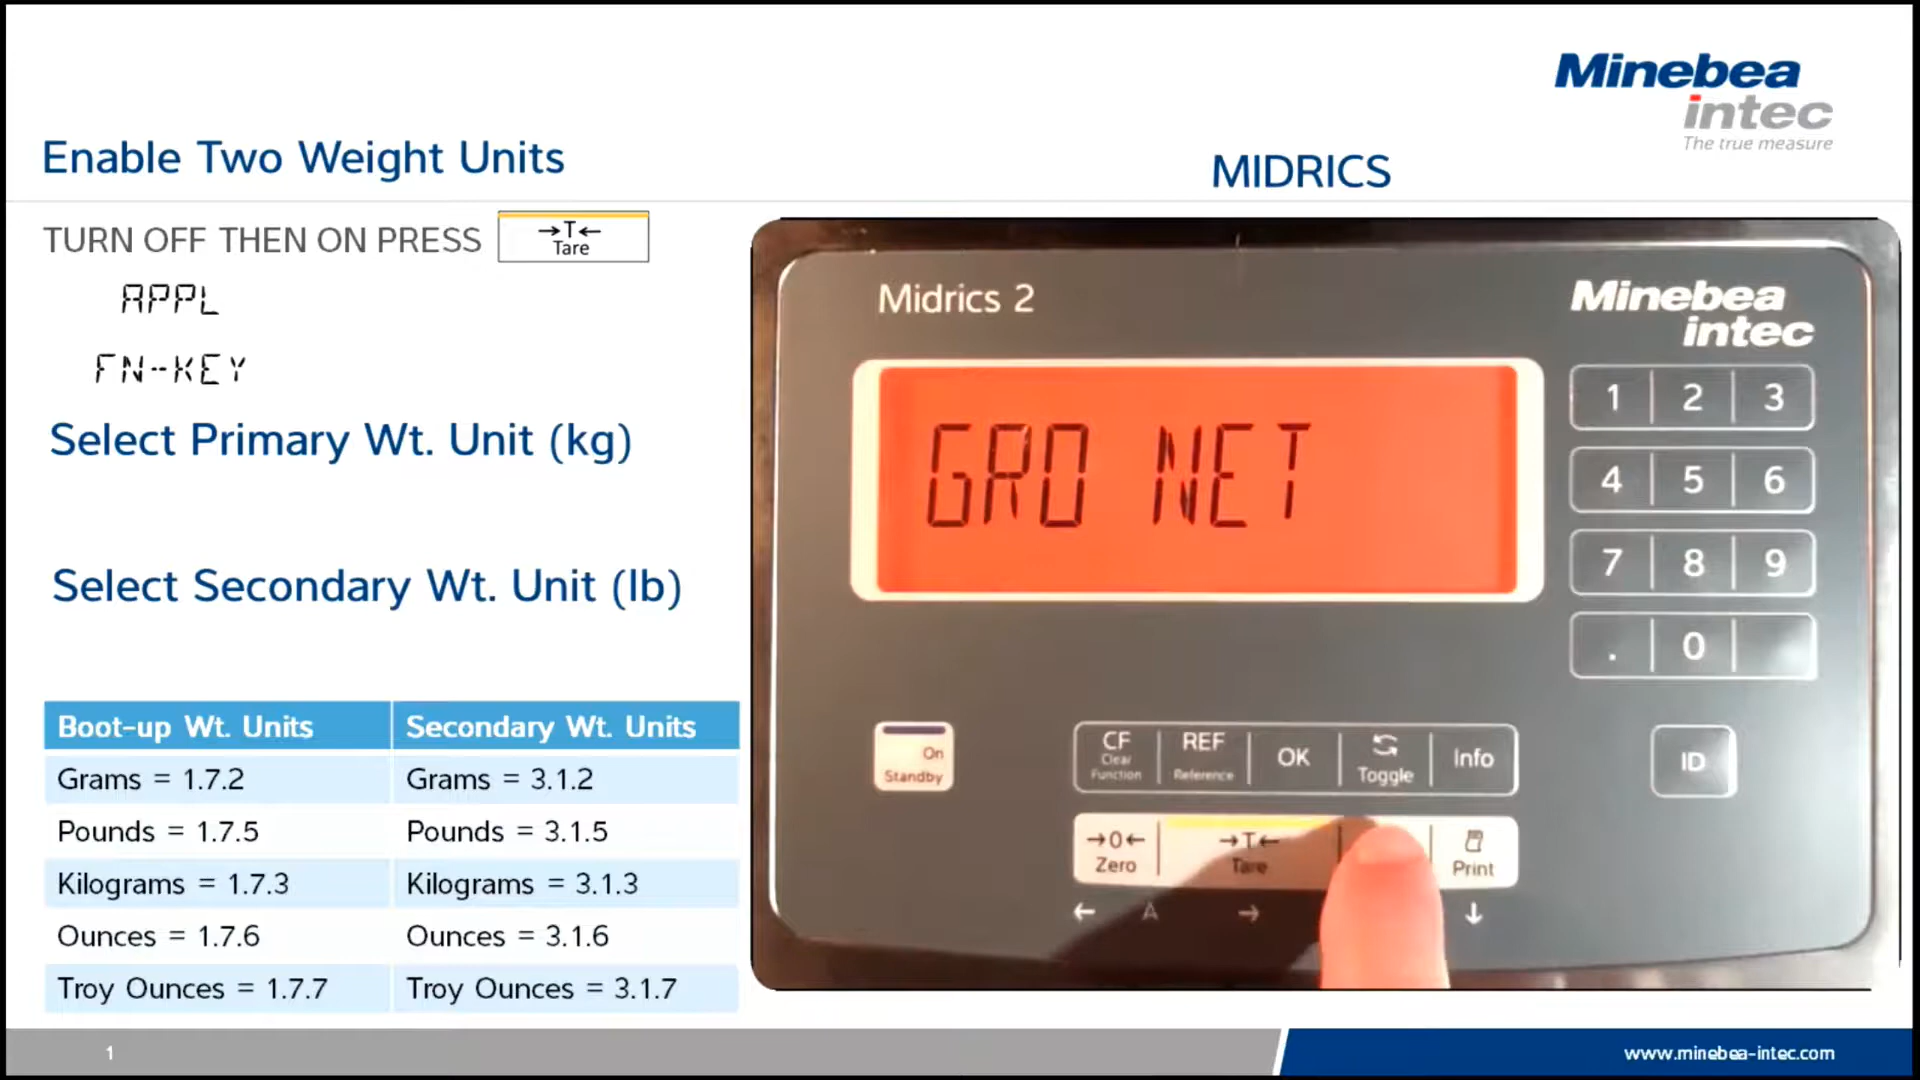 Minebea
intec
The true measure
Enable Two Weight Units
MIDRICS
TURN OFF THEN ON PRESS →T← Tare
APPL
FN-KEY
Select Primary Wt. Unit (kg)
Select Secondary Wt. Unit (lb)
Boot-up Wt. Units Secondary Wt. Units
Grams = 1.7.2 Grams = 3.1.2
Pounds = 1.7.5 Pounds = 3.1.5
Kilograms = 1.7.3 Kilograms = 3.1.3
Ounces = 1.7.6 Ounces = 3.1.6
Troy Ounces = 1.7.7 Troy Ounces = 3.1.7
Midrics 2
Minebea
intec
GRO NET
1 2 3
4 5 6
7 8 9
. 0
On
Standby
CF
Clear
Function
REF
Reference
OK
Toggle
Info
ID
→0←
Zero
→T←
Tare
Print
← A → ↓
1
www.minebea-intec.com